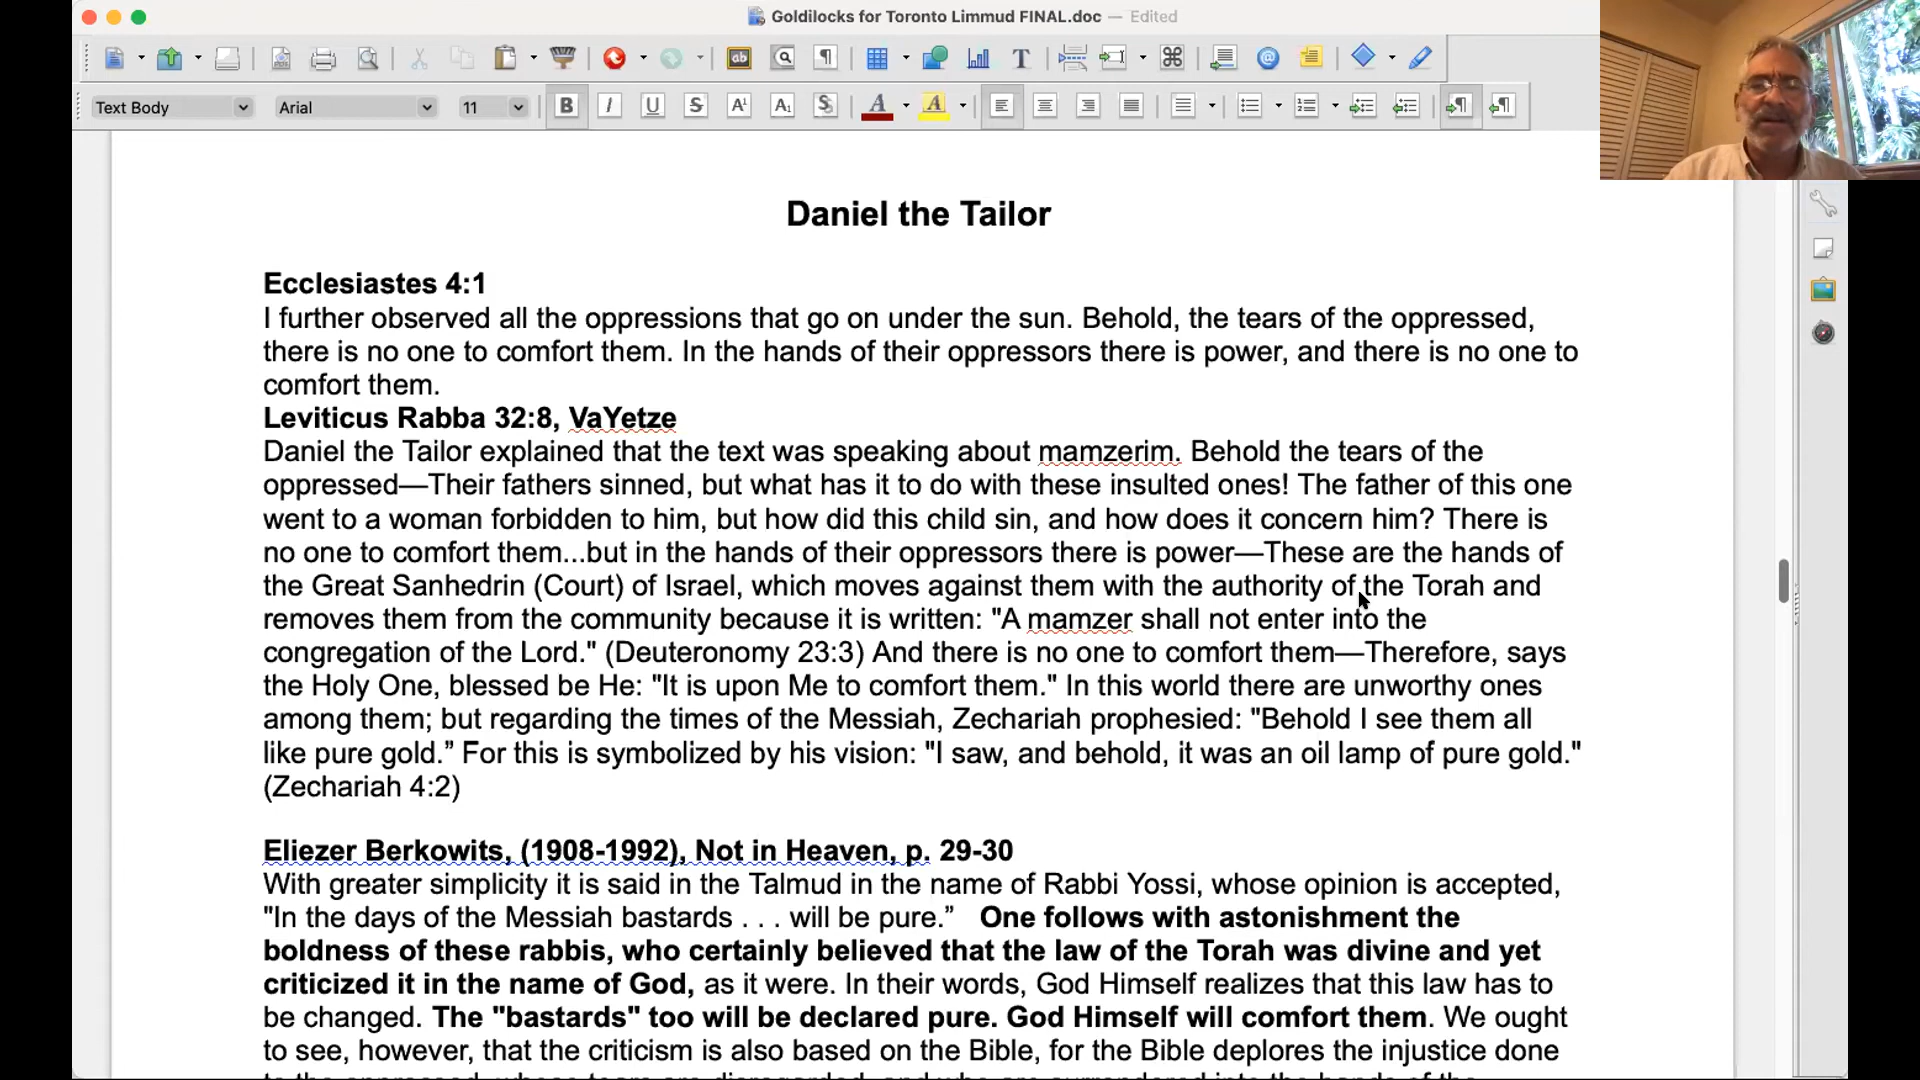 Goldilocks for Toronto Limmud FINAL.doc — Edited
Text Body Arial 11
Daniel the Tailor
Ecclesiastes 4:1
I further observed all the oppressions that go on under the sun. Behold, the tears of the oppressed,
there is no one to comfort them. In the hands of their oppressors there is power, and there is no one to
comfort them.
Leviticus Rabba 32:8, VaYetze
Daniel the Tailor explained that the text was speaking about mamzerim. Behold the tears of the
oppressed—Their fathers sinned, but what has it to do with these insulted ones! The father of this one
went to a woman forbidden to him, but how did this child sin, and how does it concern him? There is
no one to comfort them...but in the hands of their oppressors there is power—These are the hands of
the Great Sanhedrin (Court) of Israel, which moves against them with the authority of the Torah and
removes them from the community because it is written: "A mamzer shall not enter into the
congregation of the Lord." (Deuteronomy 23:3) And there is no one to comfort them—Therefore, says
the Holy One, blessed be He: "It is upon Me to comfort them." In this world there are unworthy ones
among them; but regarding the times of the Messiah, Zechariah prophesied: "Behold I see them all
like pure gold.” For this is symbolized by his vision: "I saw, and behold, it was an oil lamp of pure gold."
(Zechariah 4:2)
Eliezer Berkowits, (1908-1992), Not in Heaven, p. 29-30
With greater simplicity it is said in the Talmud in the name of Rabbi Yossi, whose opinion is accepted,
"In the days of the Messiah bastards . . . will be pure.” One follows with astonishment the
boldness of these rabbis, who certainly believed that the law of the Torah was divine and yet
criticized it in the name of God, as it were. In their words, God Himself realizes that this law has to
be changed. The "bastards" too will be declared pure. God Himself will comfort them. We ought
to see, however, that the criticism is also based on the Bible, for the Bible deplores the injustice done